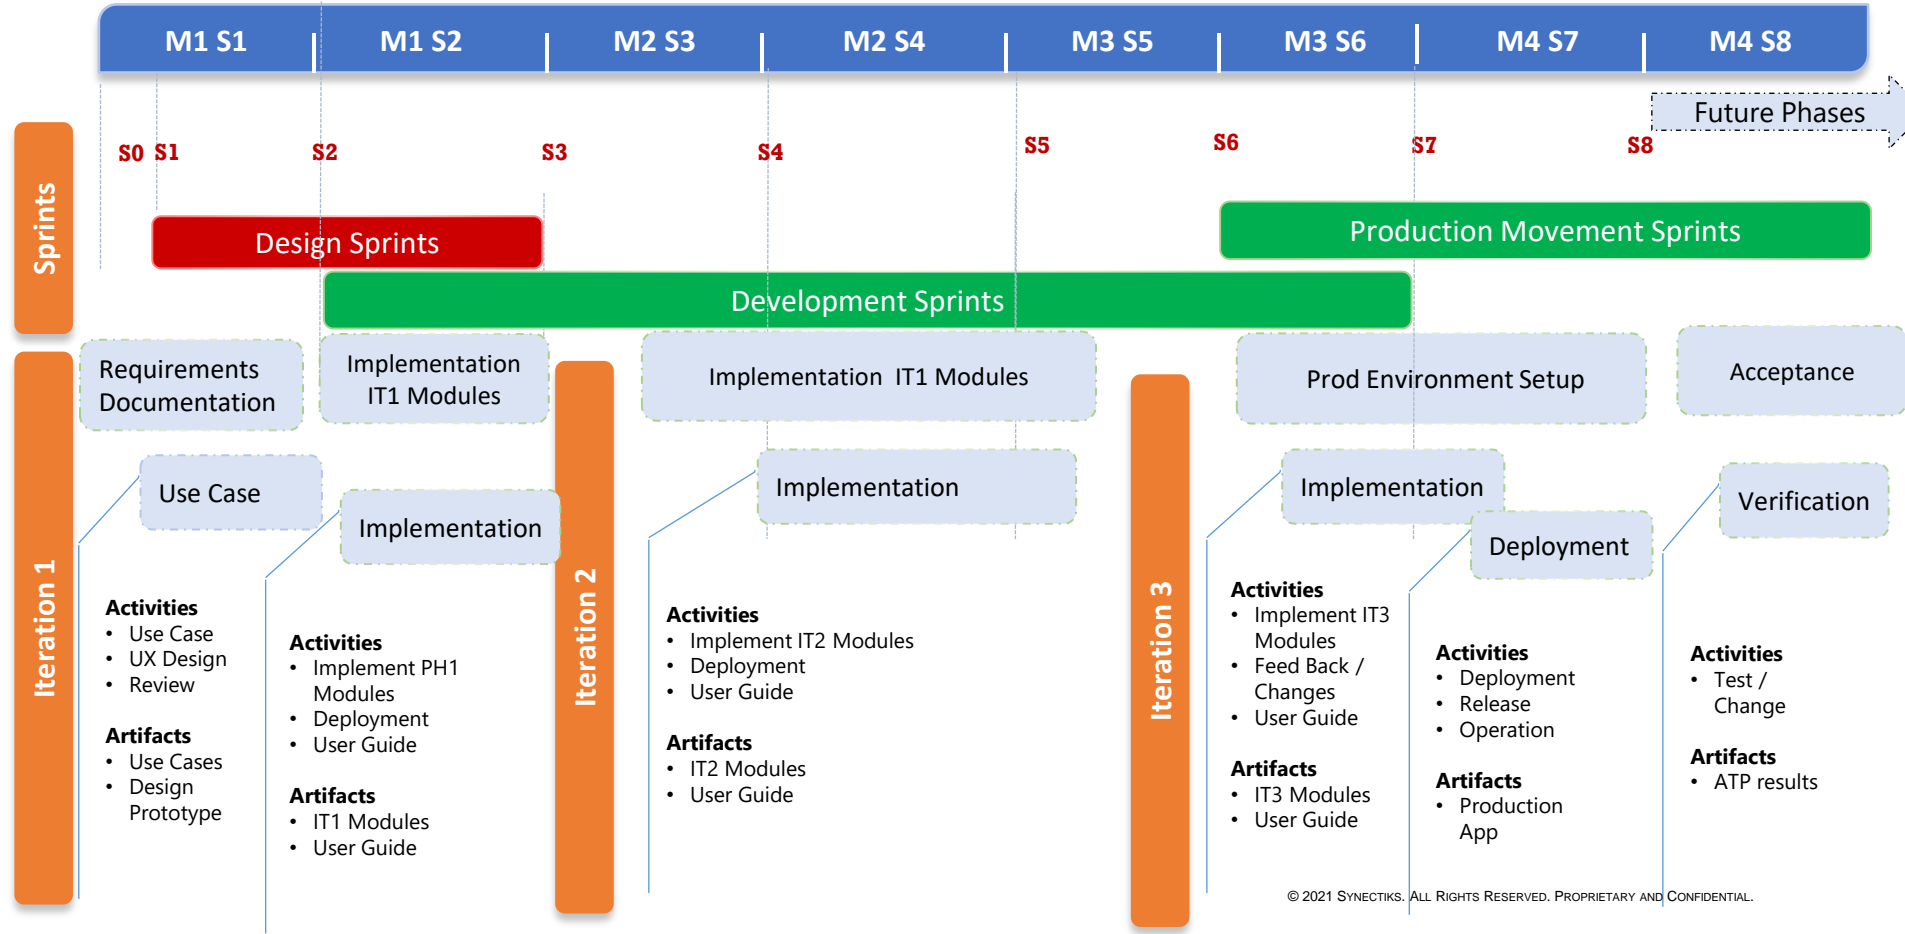 M1 S1
M1 S2
M2 S3
M2 S4
M3 S5
M3 S6
M4 S7
M4 S8
Future Phases
S0 S1
S2
S3
S4
S5
S6
S7
S8
Sprints
Design Sprints
Production Movement Sprints
Development Sprints
Iteration 1
Requirements
Documentation
Implementation
IT1 Modules
Use Case
Implementation
Activities
• Use Case
• UX Design
• Review
Artifacts
• Use Cases
• Design
Prototype
Activities
• Implement PH1
Modules
• Deployment
• User Guide
Artifacts
• IT1 Modules
• User Guide
Iteration 2
Implementation IT1 Modules
Implementation
Activities
• Implement IT2 Modules
• Deployment
• User Guide
Artifacts
• IT2 Modules
• User Guide
Iteration 3
Prod Environment Setup
Acceptance
Implementation
Deployment
Verification
Activities
• Implement IT3
Modules
• Feed Back /
Changes
• User Guide
Artifacts
• IT3 Modules
• User Guide
Activities
• Deployment
• Release
• Operation
Artifacts
• Production
App
Activities
• Test /
Change
Artifacts
• ATP results
© 2021 Synectiks. All Rights Reserved. Proprietary and Confidential.